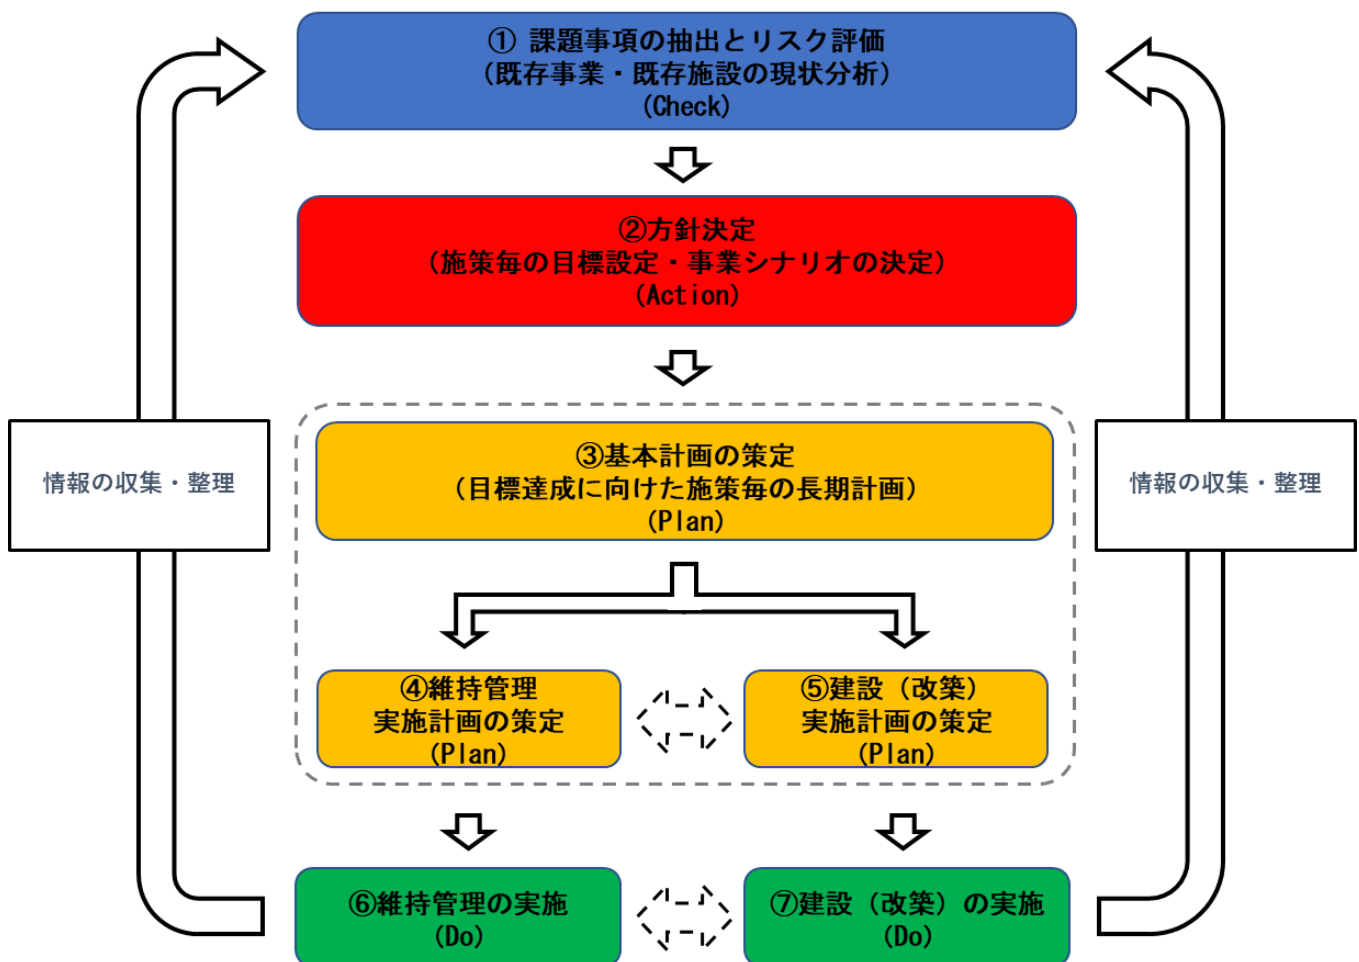 ① 課題事項の抽出とリスク評価
（既存事業・既存施設の現状分析）
(Check)
②方針決定
（施策毎の目標設定・事業シナリオの決定）
(Action)
③基本計画の策定
（目標達成に向けた施策毎の長期計画）
(Plan)
情報の収集・整理
情報の収集・整理
④維持管理
実施計画の策定
(Plan)
⑤建設（改築）
実施計画の策定
(Plan)
⑥維持管理の実施
(Do)
⑦建設（改築）の実施
(Do)